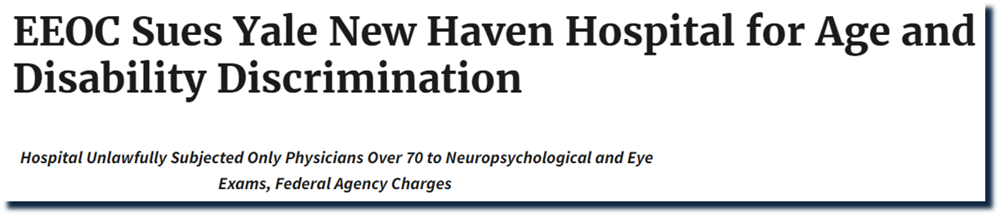 EEOC Sues Yale New Haven Hospital for Age and
Disability Discrimination
Hospital Unlawfully Subjected Only Physicians Over 70 to Neuropsychological and Eye
Exams, Federal Agency Charges